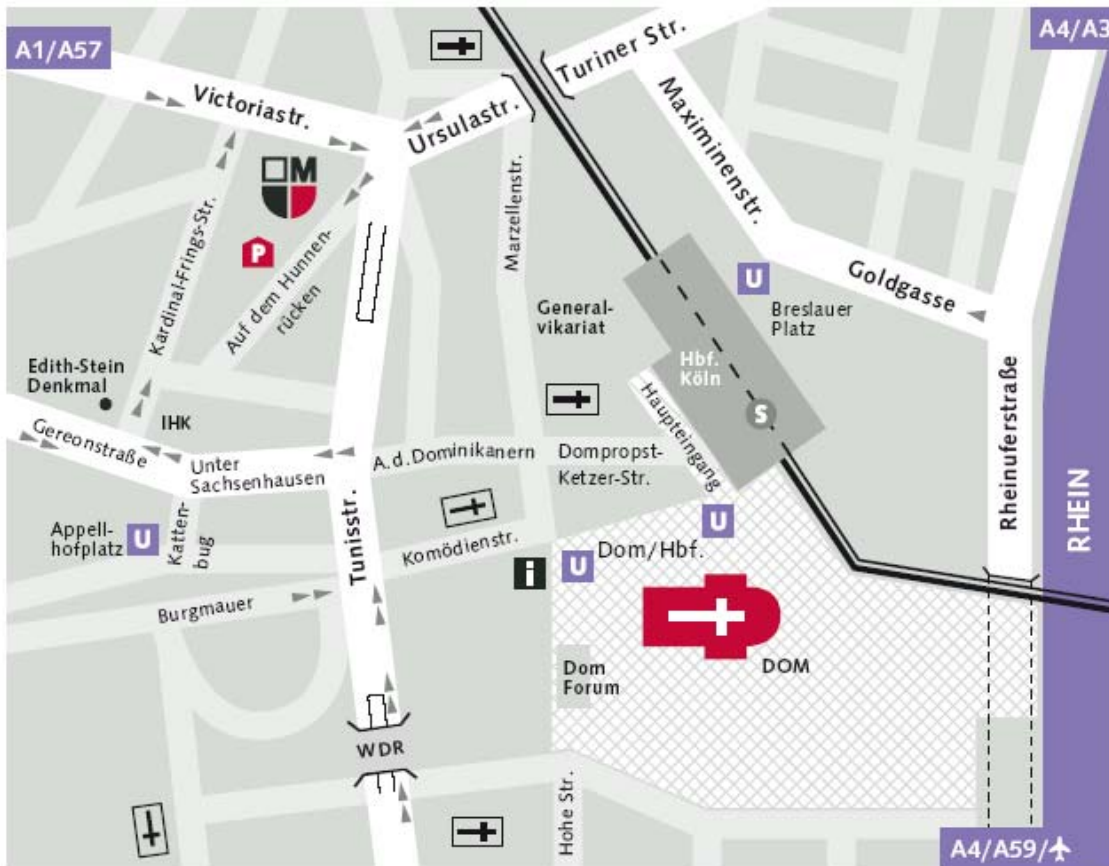 A1/A57
A4/A3
Victoriastr.
Ursulastr.
Turiner Str.
Maximinenstr.
M
P
Kardinal-Frings-Str.
Auf dem Hunnen-
rücken
Marzellenstr.
General-
vikariat
Hbf.
Köln
U
Breslauer
Platz
Goldgasse
Rheinuferstraße
RHEIN
Edith-Stein
Denkmal
IHK
Gereonstraße
Unter
Sachsenhausen
A.d.Dominikanern
Dompropst-
Ketzer-Str.
Haupteingang
S
Appell-
hofplatz
U
Katten-
bug
Tunisstr.
Komödienstr.
U
i
U
Dom/Hbf.
Burgmauer
Dom
Forum
DOM
WDR
Hohe Str.
A4/A59/